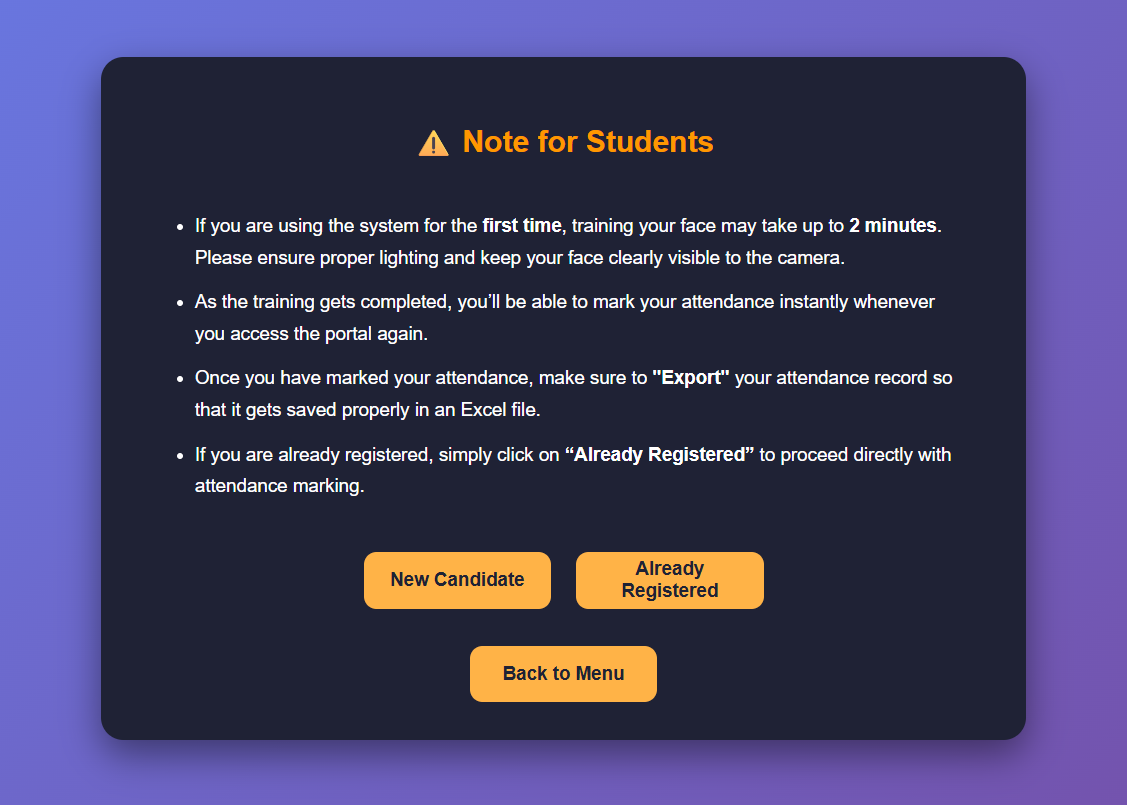 Note for Students
If you are using the system for the first time, training your face may take up to 2 minutes.
Please ensure proper lighting and keep your face clearly visible to the camera.
As the training gets completed, you’ll be able to mark your attendance instantly whenever
you access the portal again.
Once you have marked your attendance, make sure to "Export" your attendance record so
that it gets saved properly in an Excel file.
If you are already registered, simply click on “Already Registered” to proceed directly with
attendance marking.
New Candidate
Already
Registered
Back to Menu